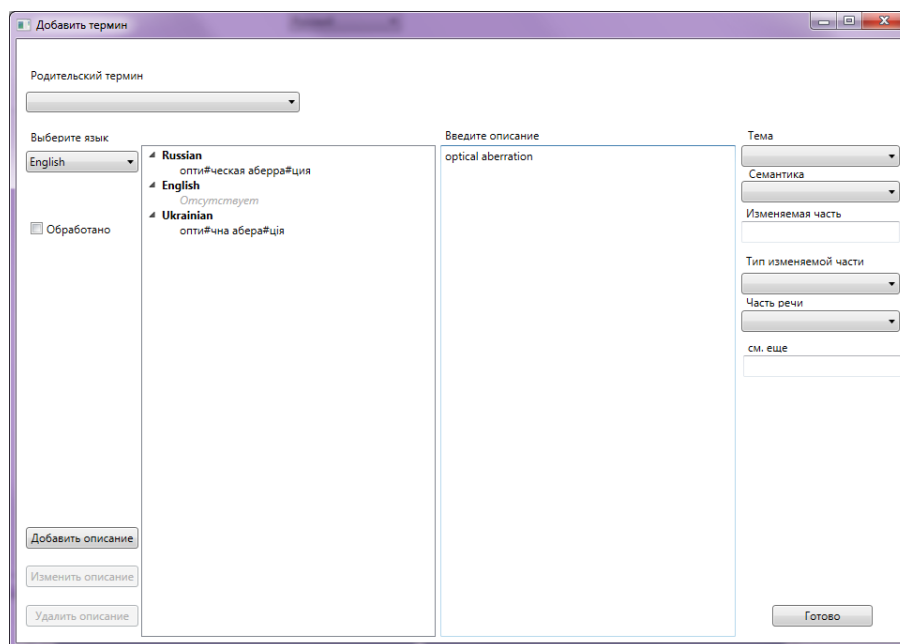 Добавить термин
Родительский термин
Выберите язык
English
Обработано
Russian
опти#ческая аберра#ция
English
Отсутствует
Ukrainian
опти#чна абера#ція
Введите описание
optical aberration
Тема
Семантика
Изменяемая часть
Тип изменяемой части
Часть речи
см. еще
Добавить описание
Изменить описание
Удалить описание
Готово